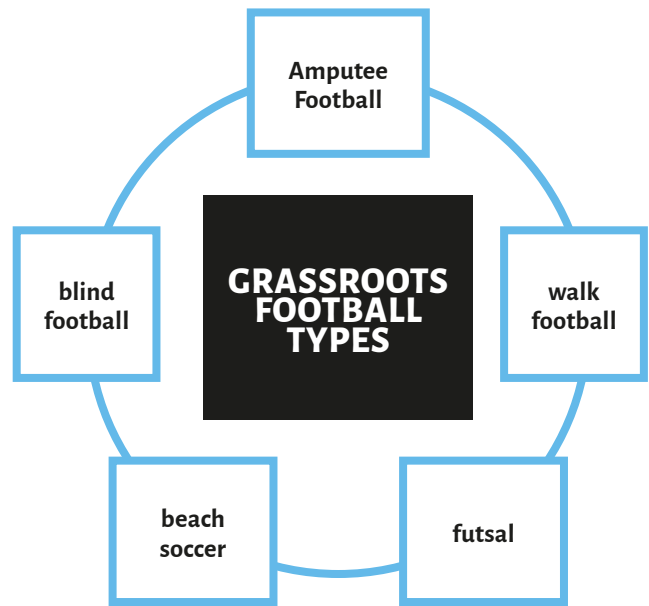 Amputee
Football
blind
football
GRASSROOTS
FOOTBALL
TYPES
walk
football
beach
soccer
futsal